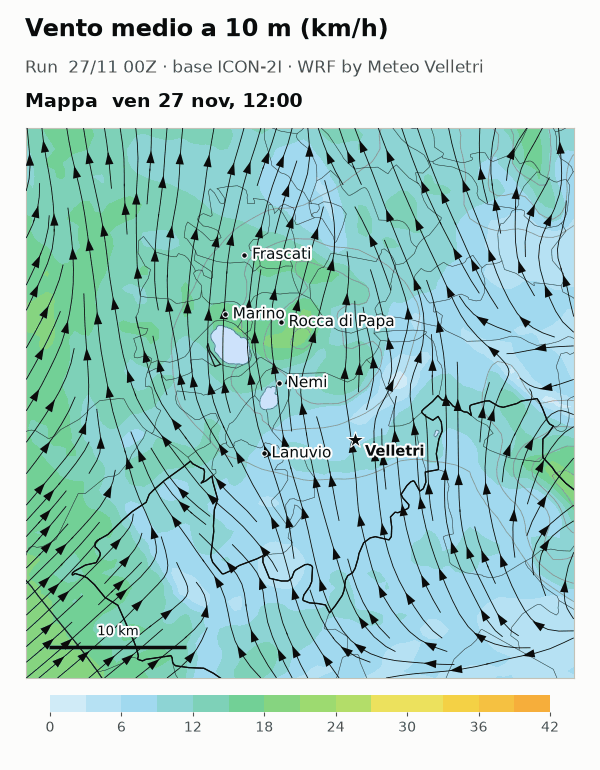 Vento medio a 10 m (km/h)
Run  27/11 00Z · base ICON-2I · WRF by Meteo Velletri
Mappa  ven 27 nov, 12:00
Frascati
Marino
Rocca di Papa
Nemi
Velletri
Lanuvio
10 km
0 6 12 18 24 30 36 42